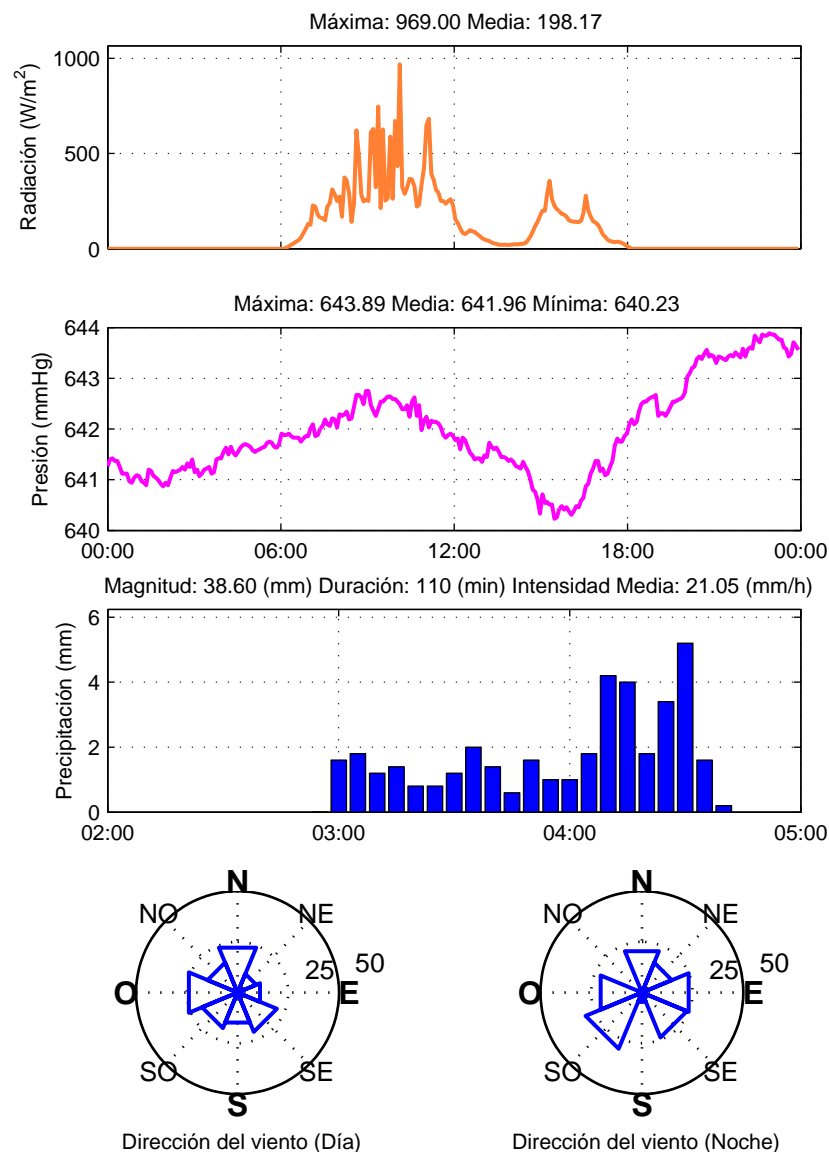 Máxima: 969.00 Media: 198.17
1000
500
0
Radiación (W/m²)
Máxima: 643.89 Media: 641.96 Mínima: 640.23
644
643
642
641
640
Presión (mmHg)
00:00 06:00 12:00 18:00 00:00
Magnitud: 38.60 (mm) Duración: 110 (min) Intensidad Media: 21.05 (mm/h)
6
4
2
0
Precipitación (mm)
02:00 03:00 04:00 05:00
N
NO NE
25 50
O E
SO SE
S
Dirección del viento (Día)
N
NO NE
25 50
O E
SO SE
S
Dirección del viento (Noche)